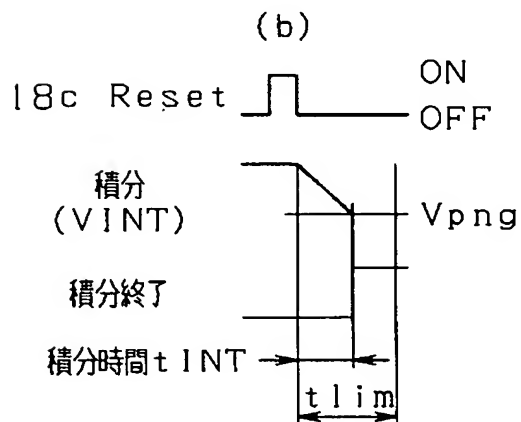 (b)
18c Reset
ON
OFF
積分
(VINT)
Vpng
積分終了
積分時間tINT
tlim